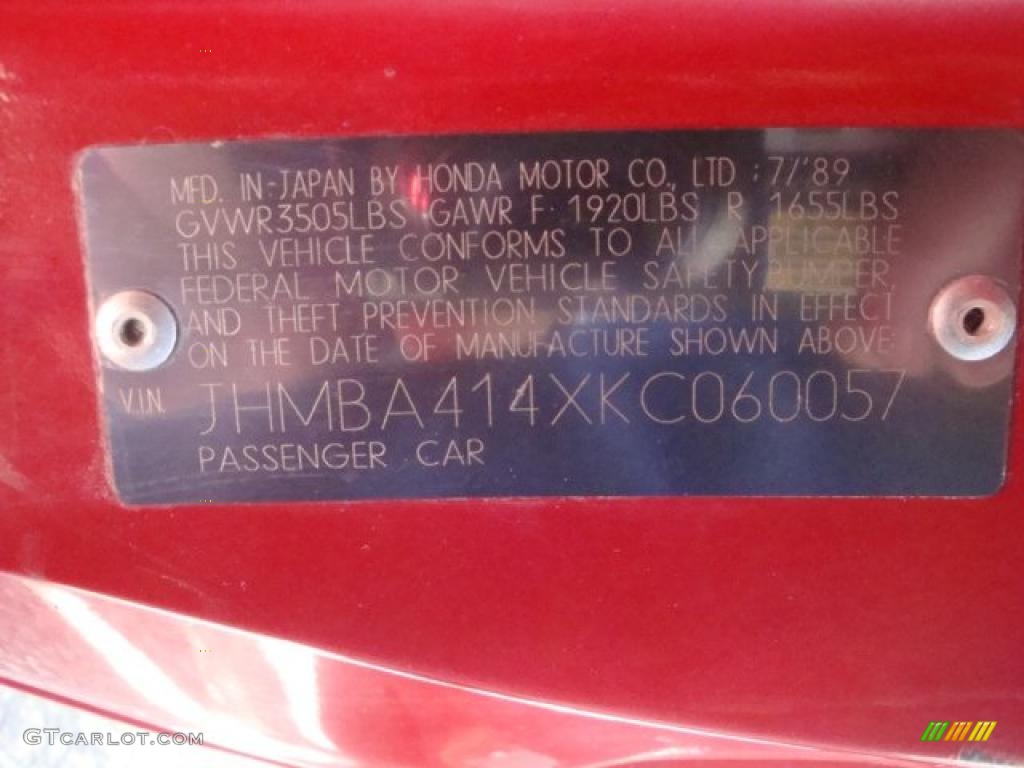 MFD. IN JAPAN BY HONDA MOTOR CO., LTD : 7/'89
GVWR3505LBS GAWR F 1920LBS R 1655LBS
THIS VEHICLE CONFORMS TO ALL APPLICABLE
FEDERAL MOTOR VEHICLE SAFETY, BUMPER,
AND THEFT PREVENTION STANDARDS IN EFFECT
ON THE DATE OF MANUFACTURE SHOWN ABOVE.
V.I.N. JHMBA414XKC060057
PASSENGER CAR
GTCARLOT.COM